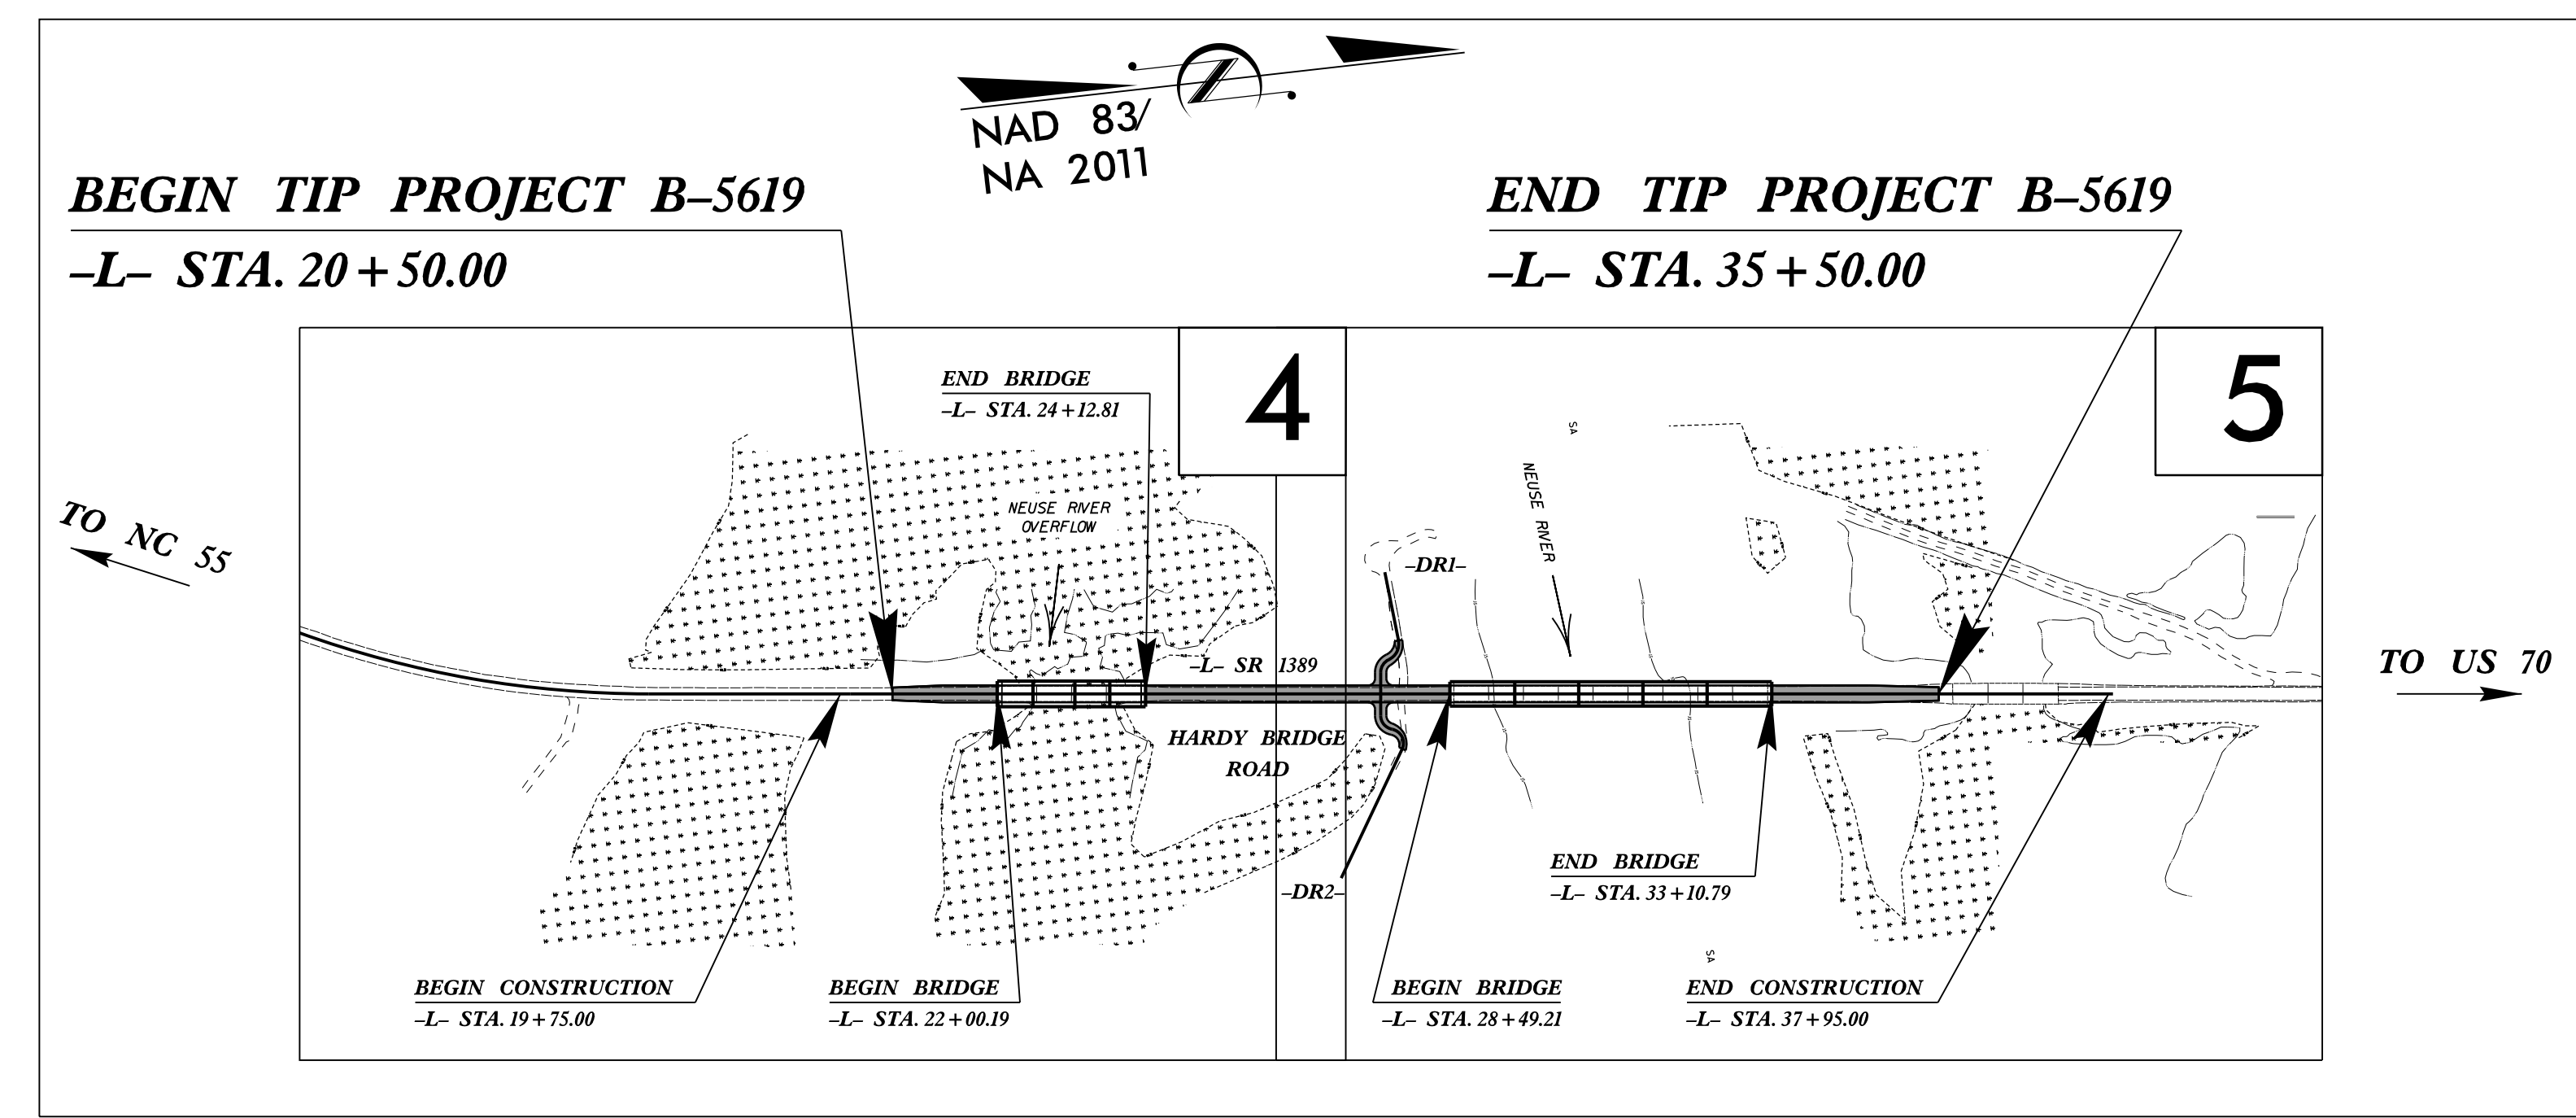 NAD 83/
NA 2011
BEGIN TIP PROJECT B–5619
–L– STA. 20+50.00
END TIP PROJECT B–5619
–L– STA. 35+50.00
END BRIDGE
–L– STA. 24+12.81
4
5
SA
NEUSE RIVER
NEUSE RIVER
OVERFLOW
TO NC 55
–DR1–
–L– SR 1389
TO US 70
HARDY BRIDGE
ROAD
END BRIDGE
–L– STA. 33+10.79
–DR2–
SA
BEGIN CONSTRUCTION
–L– STA. 19+75.00
BEGIN BRIDGE
–L– STA. 22+00.19
BEGIN BRIDGE
–L– STA. 28+49.21
END CONSTRUCTION
–L– STA. 37+95.00